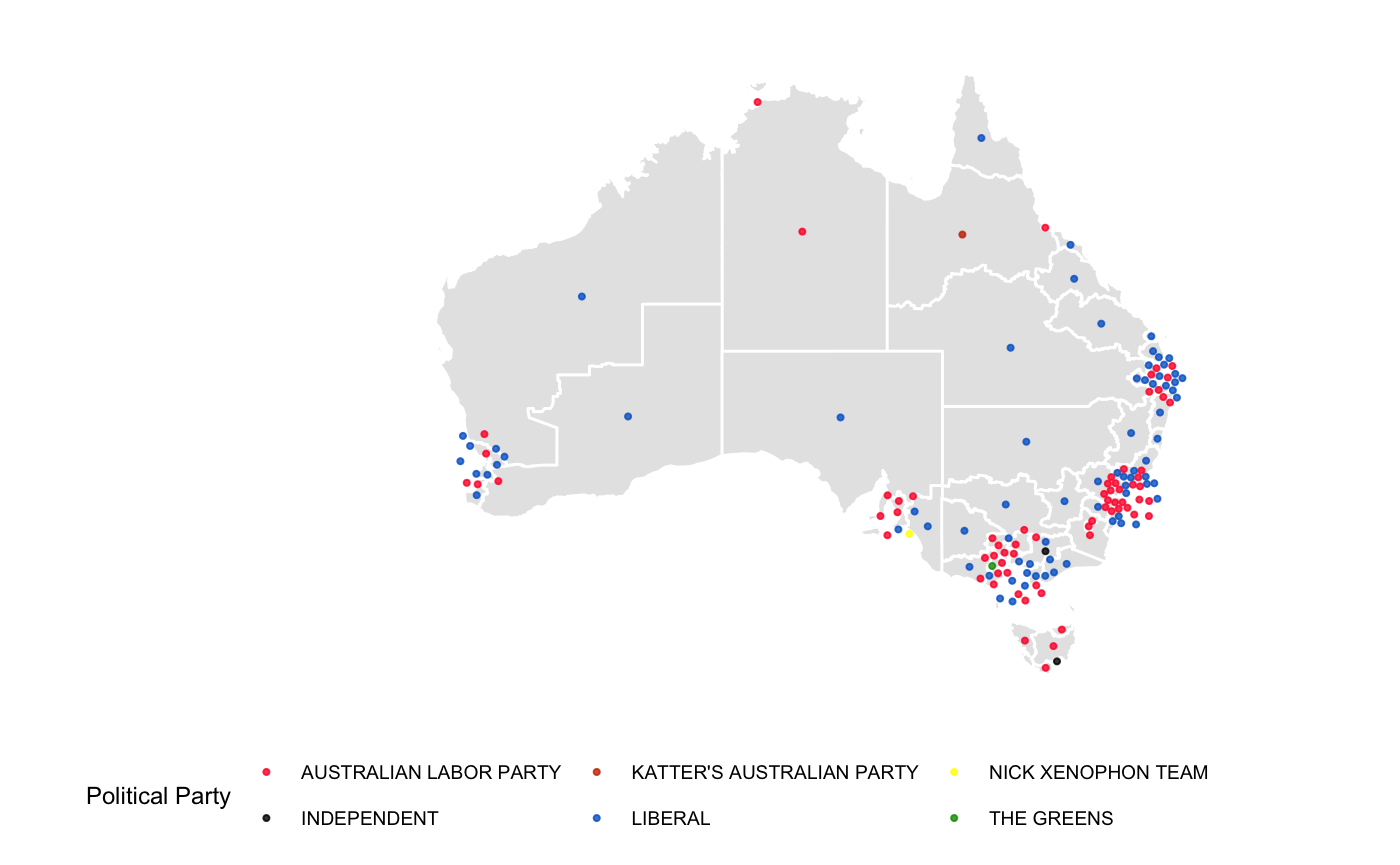 Political Party
AUSTRALIAN LABOR PARTY
KATTER'S AUSTRALIAN PARTY
NICK XENOPHON TEAM
INDEPENDENT
LIBERAL
THE GREENS